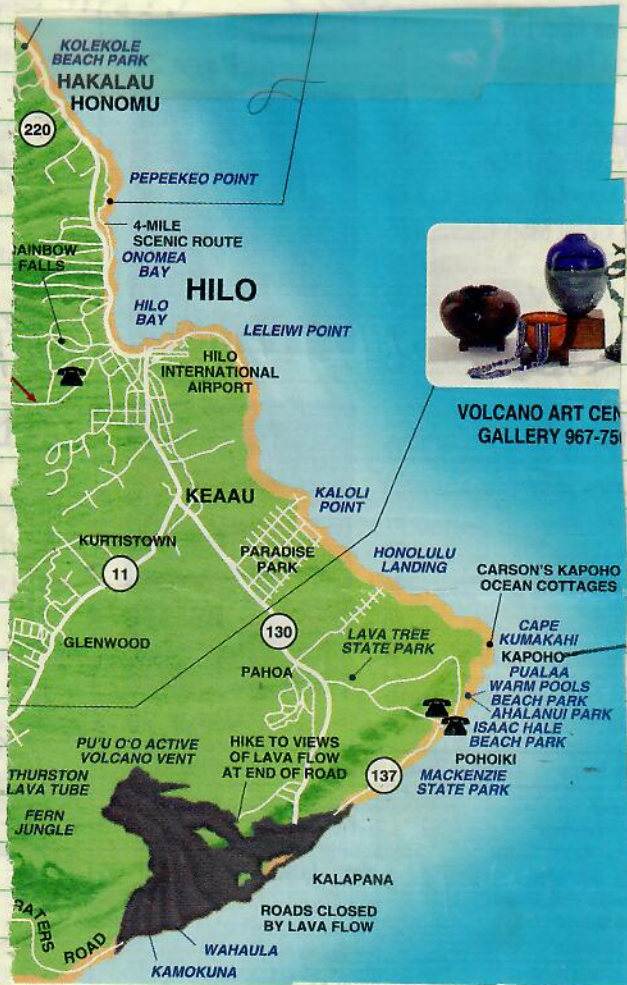 KOLEKOLE
BEACH PARK
HAKALAU
HONOMU
220
PEPEEKEO POINT
4-MILE
SCENIC ROUTE
AINBOW
FALLS
ONOMEA
BAY
HILO
HILO
BAY
LELEIWI POINT
HILO
INTERNATIONAL
AIRPORT
VOLCANO ART CEN
GALLERY 967-75
KEAAU
KALOLI
POINT
KURTISTOWN
PARADISE
PARK
HONOLULU
LANDING
11
CARSON'S KAPOHO
OCEAN COTTAGES
130
GLENWOOD
LAVA TREE
STATE PARK
CAPE
KUMAKAHI
KAPOHO
PAHOA
PUALAA
WARM POOLS
BEACH PARK
AHALANUI PARK
ISAAC HALE
BEACH PARK
POHOIKI
PU'U O'O ACTIVE
VOLCANO VENT
HIKE TO VIEWS
OF LAVA FLOW
AT END OF ROAD
137
MACKENZIE
STATE PARK
THURSTON
LAVA TUBE
FERN
JUNGLE
KALAPANA
ROADS CLOSED
BY LAVA FLOW
RATERS
ROAD
WAHAULA
KAMOKUNA